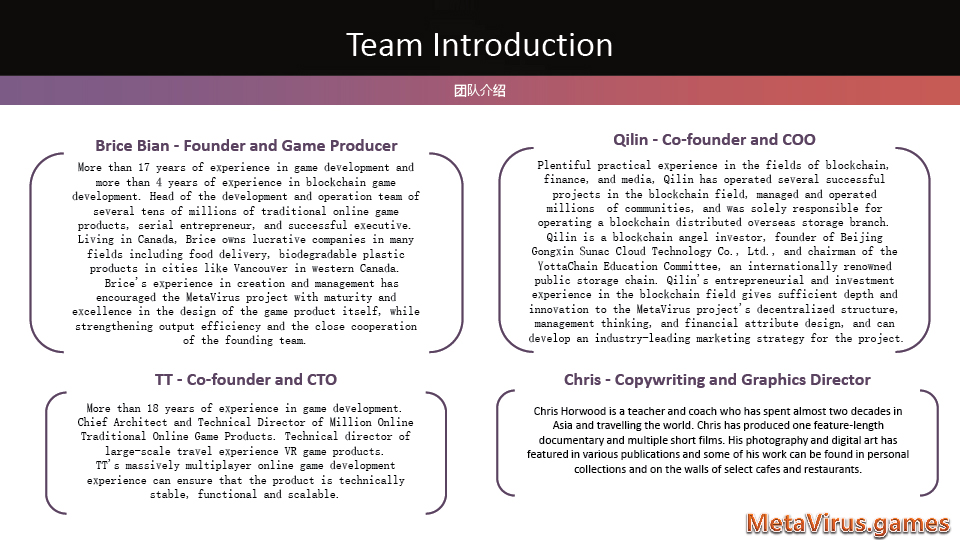 Team Introduction
团队介绍
Brice Bian - Founder and Game Producer
More than 17 years of experience in game development and
more than 4 years of experience in blockchain game
development. Head of the development and operation team of
several tens of millions of traditional online game
products, serial entrepreneur, and successful executive.
Living in Canada, Brice owns lucrative companies in many
fields including food delivery, biodegradable plastic
products in cities like Vancouver in western Canada.
Brice's experience in creation and management has
encouraged the MetaVirus project with maturity and
excellence in the design of the game product itself, while
strengthening output efficiency and the close cooperation
of the founding team.
Qilin - Co-founder and COO
Plentiful practical experience in the fields of blockchain,
finance, and media, Qilin has operated several successful
projects in the blockchain field, managed and operated
millions of communities, and was solely responsible for
operating a blockchain distributed overseas storage branch.
Qilin is a blockchain angel investor, founder of Beijing
Gongxin Sunac Cloud Technology Co., Ltd., and chairman of the
YottaChain Education Committee, an internationally renowned
public storage chain. Qilin's entrepreneurial and investment
experience in the blockchain field gives sufficient depth and
innovation to the MetaVirus project's decentralized structure,
management thinking, and financial attribute design, and can
develop an industry-leading marketing strategy for the project.
TT - Co-founder and CTO
More than 18 years of experience in game development.
Chief Architect and Technical Director of Million Online
Traditional Online Game Products. Technical director of
large-scale travel experience VR game products.
TT's massively multiplayer online game development
experience can ensure that the product is technically
stable, functional and scalable.
Chris - Copywriting and Graphics Director
Chris Horwood is a teacher and coach who has spent almost two decades in
Asia and travelling the world. Chris has produced one feature-length
documentary and multiple short films. His photography and digital art has
featured in various publications and some of his work can be found in personal
collections and on the walls of select cafes and restaurants.
MetaVirus.games